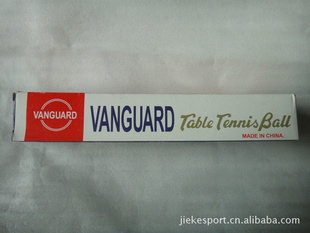 VANGUARD
VANGUARD Table Tennis Ball
MADE IN CHINA.
jiekesport.cn.alibaba.com